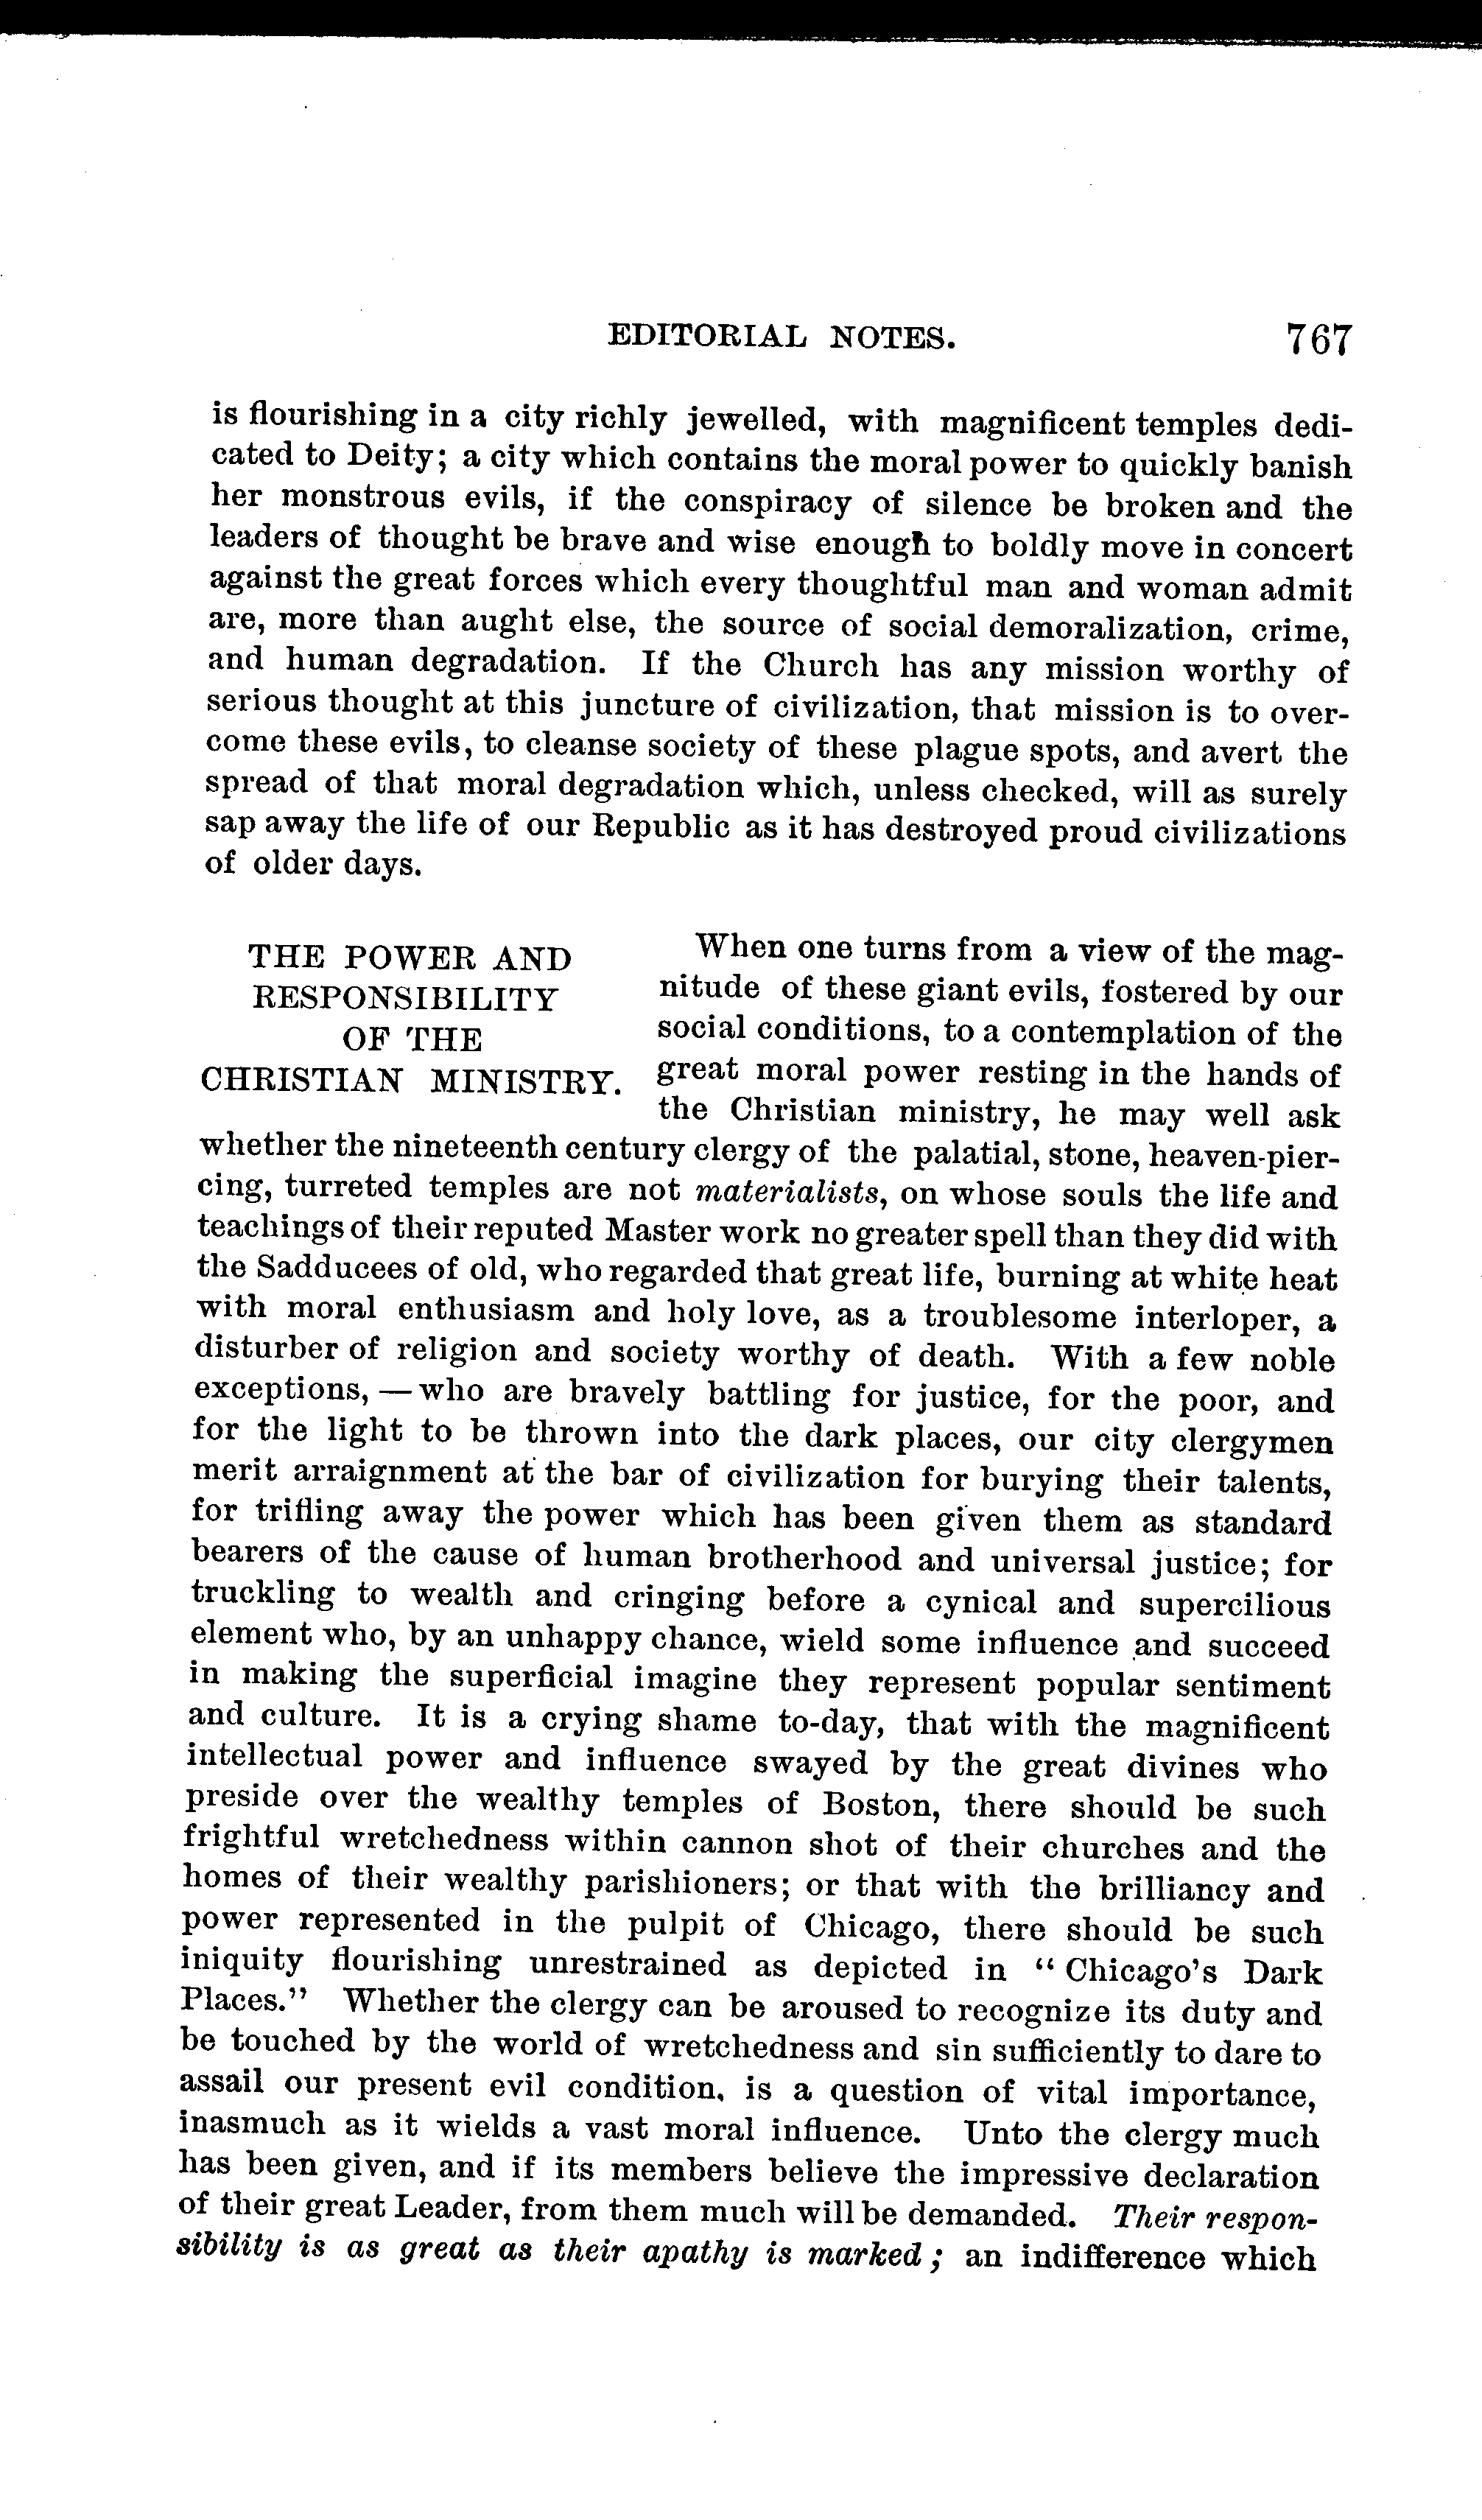 EDITORIAL NOTES. 767
is flourishing in a city richly jewelled, with magnificent temples dedi-
cated to Deity; a city which contains the moral power to quickly banish
her monstrous evils, if the conspiracy of silence be broken and the
leaders of thought be brave and wise enough to boldly move in concert
against the great forces which every thoughtful man and woman admit
are, more than aught else, the source of social demoralization, crime,
and human degradation. If the Church has any mission worthy of
serious thought at this juncture of civilization, that mission is to over-
come these evils, to cleanse society of these plague spots, and avert the
spread of that moral degradation which, unless checked, will as surely
sap away the life of our Republic as it has destroyed proud civilizations
of older days.
THE POWER AND
RESPONSIBILITY
OF THE
CHRISTIAN MINISTRY.
When one turns from a view of the mag-
nitude of these giant evils, fostered by our
social conditions, to a contemplation of the
great moral power resting in the hands of
the Christian ministry, he may well ask
whether the nineteenth century clergy of the palatial, stone, heaven-pier-
cing, turreted temples are not materialists, on whose souls the life and
teachings of their reputed Master work no greater spell than they did with
the Sadducees of old, who regarded that great life, burning at white heat
with moral enthusiasm and holy love, as a troublesome interloper, a
disturber of religion and society worthy of death. With a few noble
exceptions, — who are bravely battling for justice, for the poor, and
for the light to be thrown into the dark places, our city clergymen
merit arraignment at the bar of civilization for burying their talents,
for trifling away the power which has been given them as standard
bearers of the cause of human brotherhood and universal justice; for
truckling to wealth and cringing before a cynical and supercilious
element who, by an unhappy chance, wield some influence and succeed
in making the superficial imagine they represent popular sentiment
and culture. It is a crying shame to-day, that with the magnificent
intellectual power and influence swayed by the great divines who
preside over the wealthy temples of Boston, there should be such
frightful wretchedness within cannon shot of their churches and the
homes of their wealthy parishioners; or that with the brilliancy and
power represented in the pulpit of Chicago, there should be such
iniquity flourishing unrestrained as depicted in "Chicago's Dark
Places." Whether the clergy can be aroused to recognize its duty and
be touched by the world of wretchedness and sin sufficiently to dare to
assail our present evil condition, is a question of vital importance,
inasmuch as it wields a vast moral influence. Unto the clergy much
has been given, and if its members believe the impressive declaration
of their great Leader, from them much will be demanded. Their respon-
sibility is as great as their apathy is marked; an indifference which